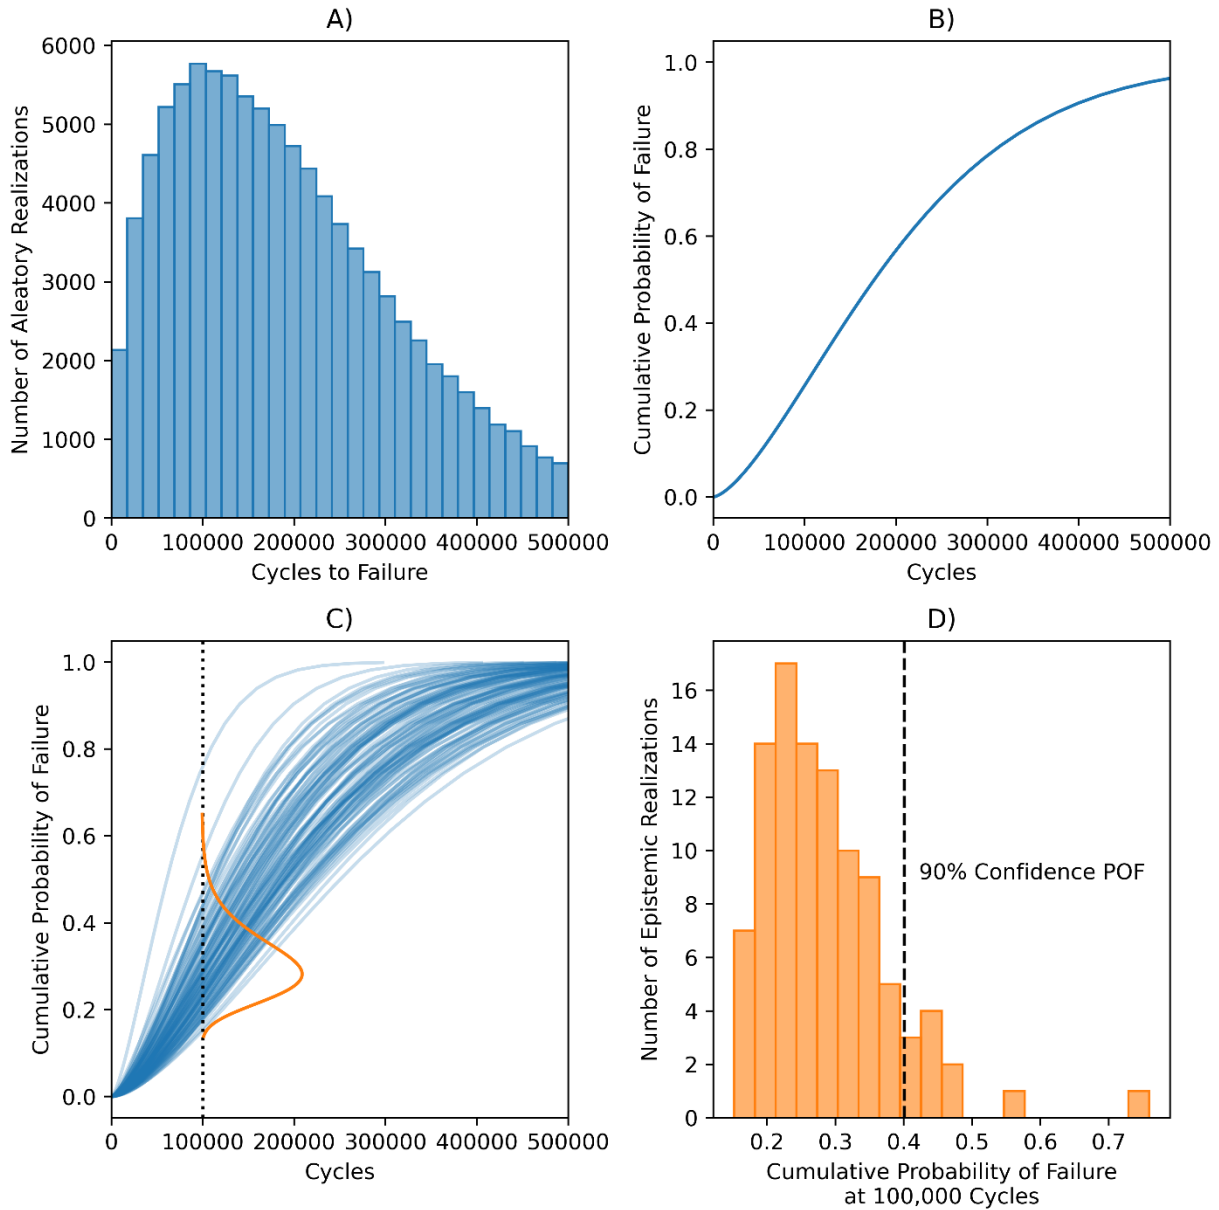 A)
Number of Aleatory Realizations
6000
5000
4000
3000
2000
1000
0
0 100000 200000 300000 400000 500000
Cycles to Failure
B)
Cumulative Probability of Failure
1.0
0.8
0.6
0.4
0.2
0.0
0 100000 200000 300000 400000 500000
Cycles
C)
Cumulative Probability of Failure
1.0
0.8
0.6
0.4
0.2
0.0
0 100000 200000 300000 400000 500000
Cycles
D)
Number of Epistemic Realizations
16
14
12
10
8
6
4
2
0
90% Confidence POF
0.2 0.3 0.4 0.5 0.6 0.7
Cumulative Probability of Failure
at 100,000 Cycles